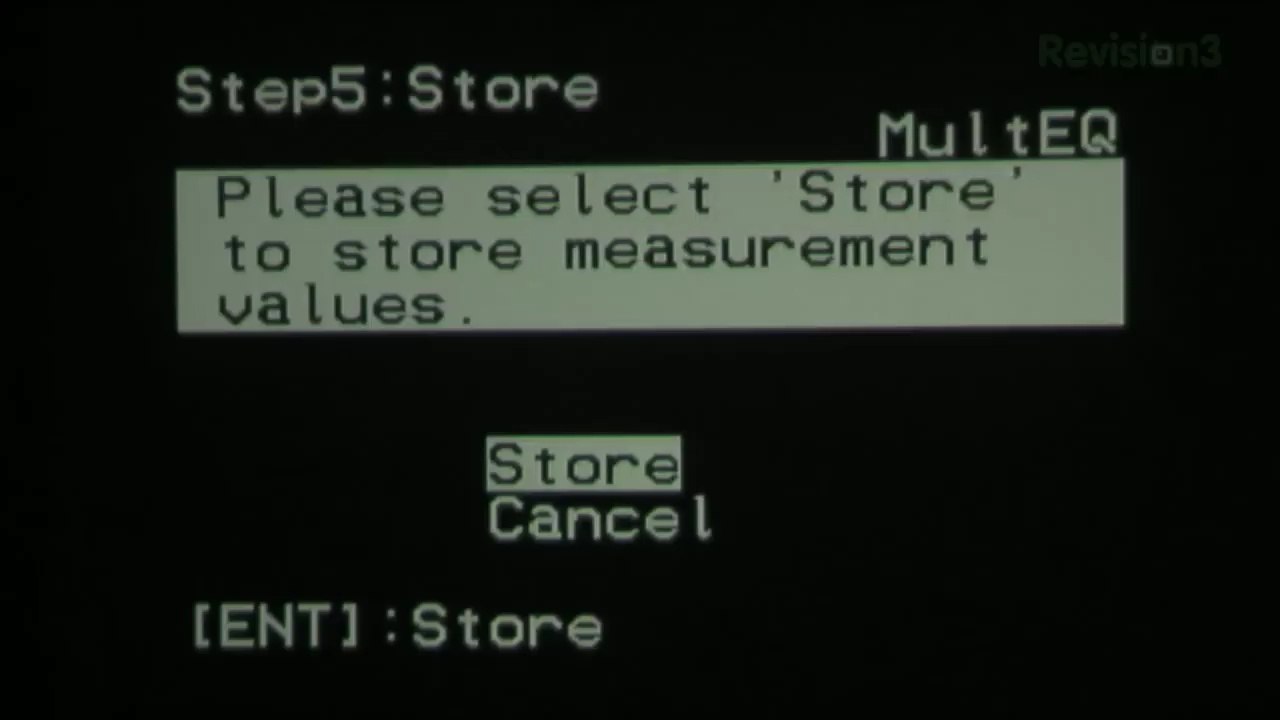 Revision3
Step5:Store
MultEQ
Please select 'Store'
to store measurement
values.
Store
Cancel
[ENT]:Store